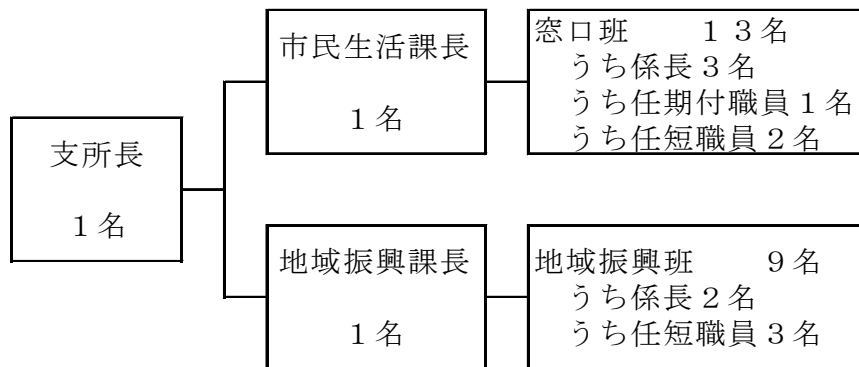 支所長
１名
市民生活課長
１名
窓口班　　１３名
うち係長３名
うち任期付職員１名
うち任短職員２名
地域振興課長
１名
地域振興班　　９名
うち係長２名
うち任短職員３名